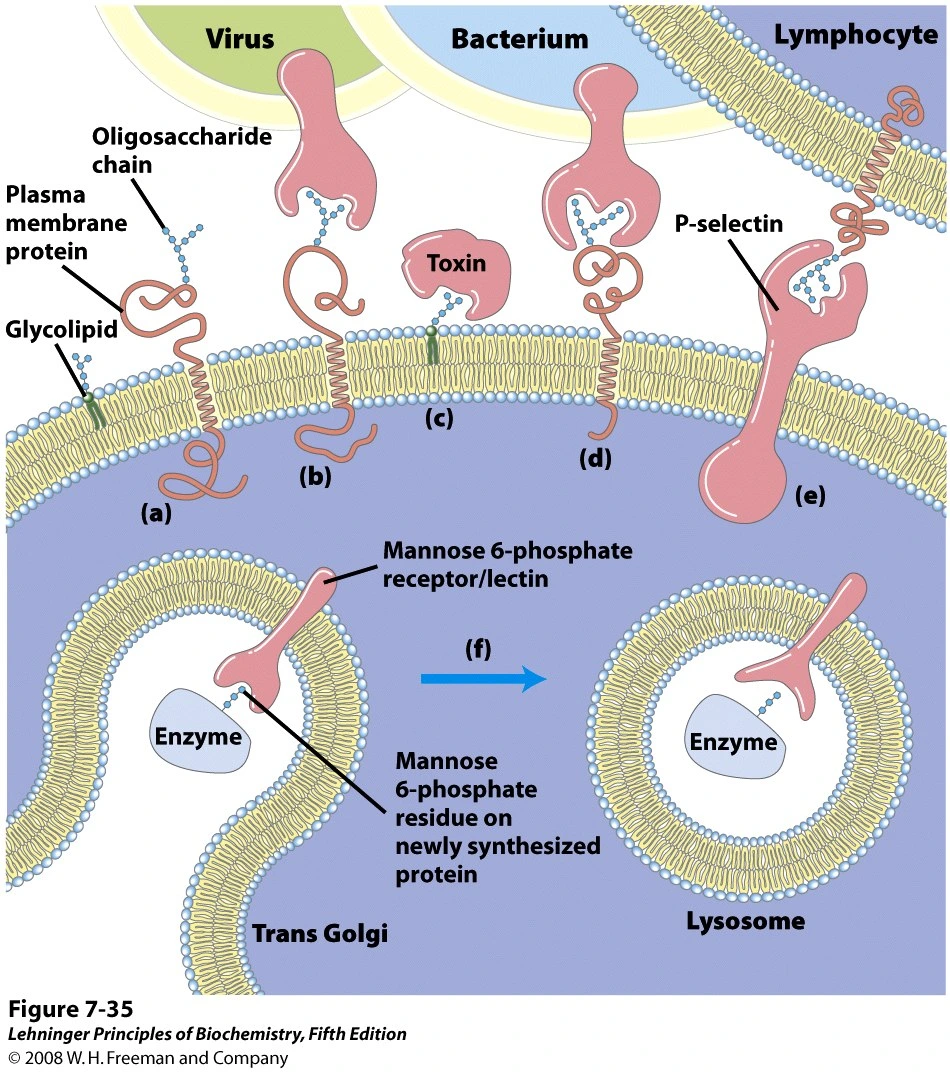 Virus
Bacterium
Lymphocyte
Oligosaccharide
chain
Plasma
membrane
protein
P-selectin
Toxin
Glycolipid
(a)
(b)
(c)
(d)
(e)
Mannose 6-phosphate
receptor/lectin
(f)
Enzyme
Enzyme
Mannose
6-phosphate
residue on
newly synthesized
protein
Trans Golgi
Lysosome
Figure 7-35
Lehninger Principles of Biochemistry, Fifth Edition
© 2008 W. H. Freeman and Company